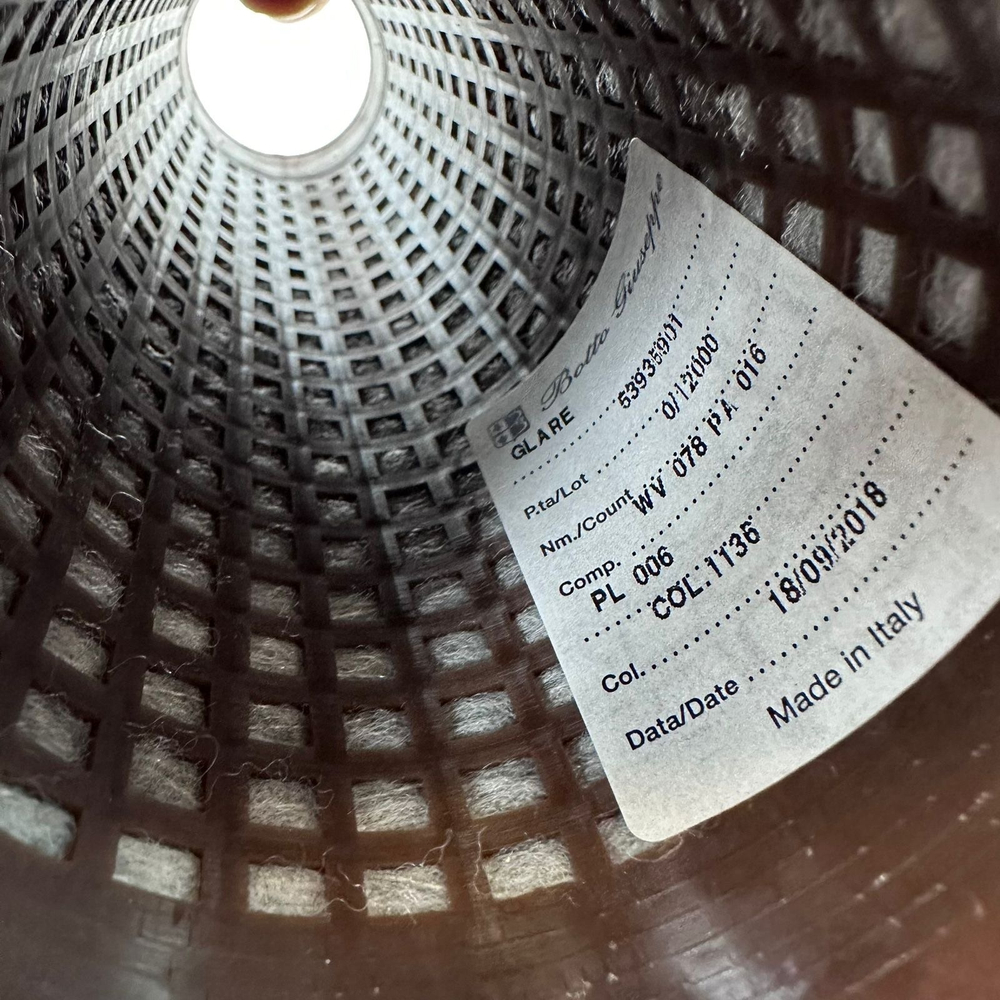 Botto Giuseppe®
GLARE
P.ta/Lot 53935901
Nm./Count 0/12000
Comp. WV 078 PA 016
PL 006
Col. COL.1136
Data/Date 18/09/2018
Made in Italy